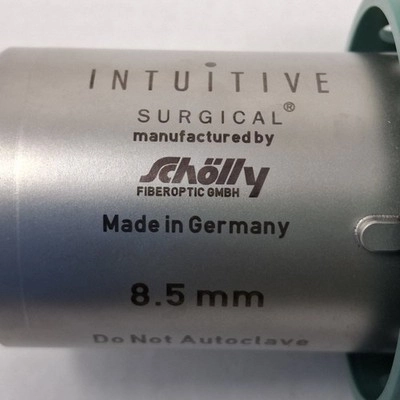 INTUITIVE
SURGICAL®
manufactured by
Schölly
FIBEROPTIC GMBH
Made in Germany
8.5 mm
Do Not Autoclave